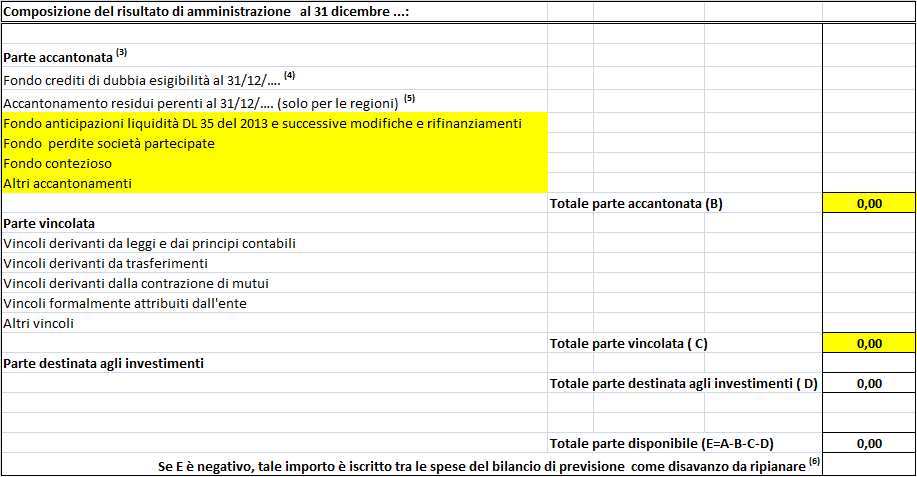 Composizione del risultato di amministrazione al 31 dicembre ...:
Parte accantonata (3)
Fondo crediti di dubbia esigibilità al 31/12/.... (4)
Accantonamento residui perenti al 31/12/.... (solo per le regioni) (5)
Fondo anticipazioni liquidità DL 35 del 2013 e successive modifiche e rifinanziamenti
Fondo perdite società partecipate
Fondo contezioso
Altri accantonamenti
Totale parte accantonata (B) 0,00
Parte vincolata
Vincoli derivanti da leggi e dai principi contabili
Vincoli derivanti da trasferimenti
Vincoli derivanti dalla contrazione di mutui
Vincoli formalmente attribuiti dall'ente
Altri vincoli
Totale parte vincolata ( C) 0,00
Parte destinata agli investimenti
Totale parte destinata agli investimenti ( D) 0,00
Totale parte disponibile (E=A-B-C-D) 0,00
Se E è negativo, tale importo è iscritto tra le spese del bilancio di previsione come disavanzo da ripianare (6)